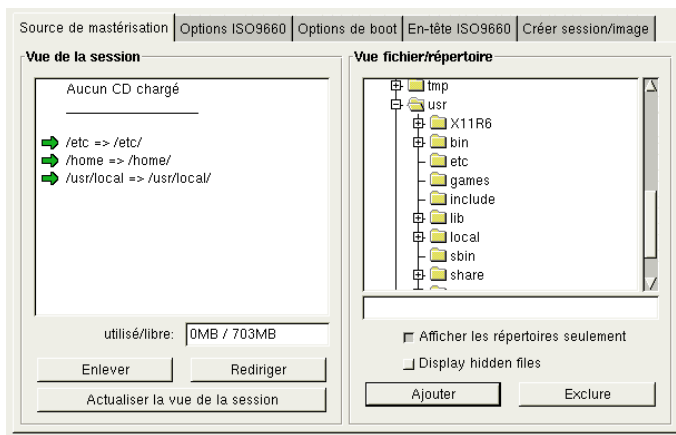 Source de mastérisation
Options ISO9660
Options de boot
En-tête ISO9660
Créer session/image
Vue de la session
Aucun CD chargé
/etc => /etc/
/home => /home/
/usr/local => /usr/local/
utilisé/libre: 0MB / 703MB
Enlever
Rediriger
Actualiser la vue de la session
Vue fichier/répertoire
tmp
usr
X11R6
bin
etc
games
include
lib
local
sbin
share
Afficher les répertoires seulement
Display hidden files
Ajouter
Exclure